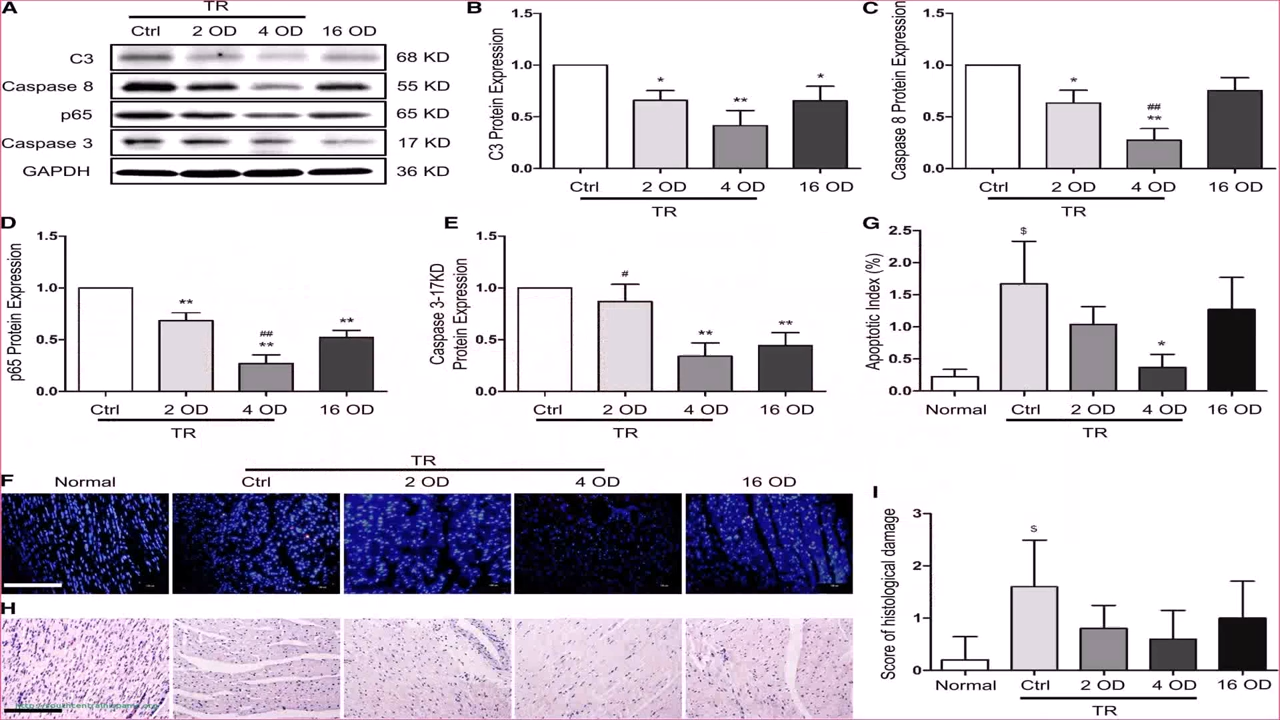 A
TR
Ctrl 2 OD 4 OD 16 OD
C3 68 KD
Caspase 8 55 KD
p65 65 KD
Caspase 3 17 KD
GAPDH 36 KD
B
C3 Protein Expression
1.5
1.0
0.5
0.0
*
**
*
Ctrl 2 OD 4 OD 16 OD
TR
C
Caspase 8 Protein Expression
1.5
1.0
0.5
0.0
*
##
**
Ctrl 2 OD 4 OD 16 OD
TR
D
p65 Protein Expression
1.5
1.0
0.5
0.0
**
##
**
**
Ctrl 2 OD 4 OD 16 OD
TR
E
Caspase 3-17KD
Protein Expression
1.5
1.0
0.5
0.0
#
**
**
Ctrl 2 OD 4 OD 16 OD
TR
G
Apoptotic Index (%)
2.5
2.0
1.5
1.0
0.5
0.0
$
*
Normal Ctrl 2 OD 4 OD 16 OD
TR
F
TR
Normal Ctrl 2 OD 4 OD 16 OD
H
I
Score of histological damage
3
2
1
0
$
Normal Ctrl 2 OD 4 OD 16 OD
TR